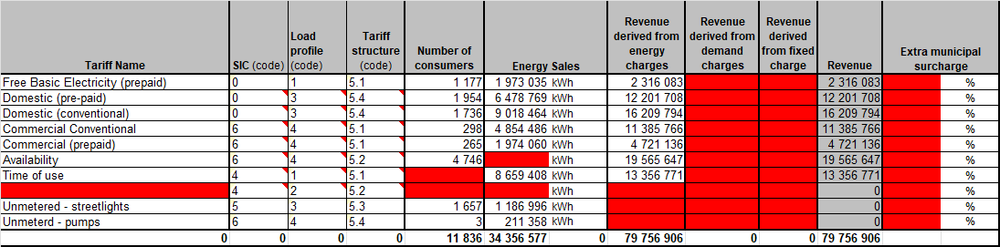 Tariff Name SIC (code) Load profile (code) Tariff structure (code) Number of consumers Energy Sales Revenue derived from energy charges Revenue derived from demand charges Revenue derived from fixed charge Revenue Extra municipal surcharge
Free Basic Electricity (prepaid) 0 1 5.1 1 177 1 973 035 kWh 2 316 083 2 316 083 %
Domestic (pre-paid) 0 3 5.4 1 954 6 478 769 kWh 12 201 708 12 201 708 %
Domestic (conventional) 0 3 5.4 1 736 9 018 464 kWh 16 209 794 16 209 794 %
Commercial Conventional 6 4 5.1 298 4 854 486 kWh 11 385 766 11 385 766 %
Commercial (prepaid) 6 4 5.1 265 1 974 060 kWh 4 721 136 4 721 136 %
Availability 6 4 5.2 4 746 kWh 19 565 647 19 565 647 %
Time of use 4 1 5.1 8 659 408 kWh 13 356 771 13 356 771 %
4 2 5.2 kWh 0 %
Unmetered - streetlights 5 3 5.3 1 657 1 186 996 kWh 0 %
Unmeterd - pumps 6 4 5.4 3 211 358 kWh 0 %
0 0 0 0 11 836 34 356 577 0 79 756 906 0 0 79 756 906